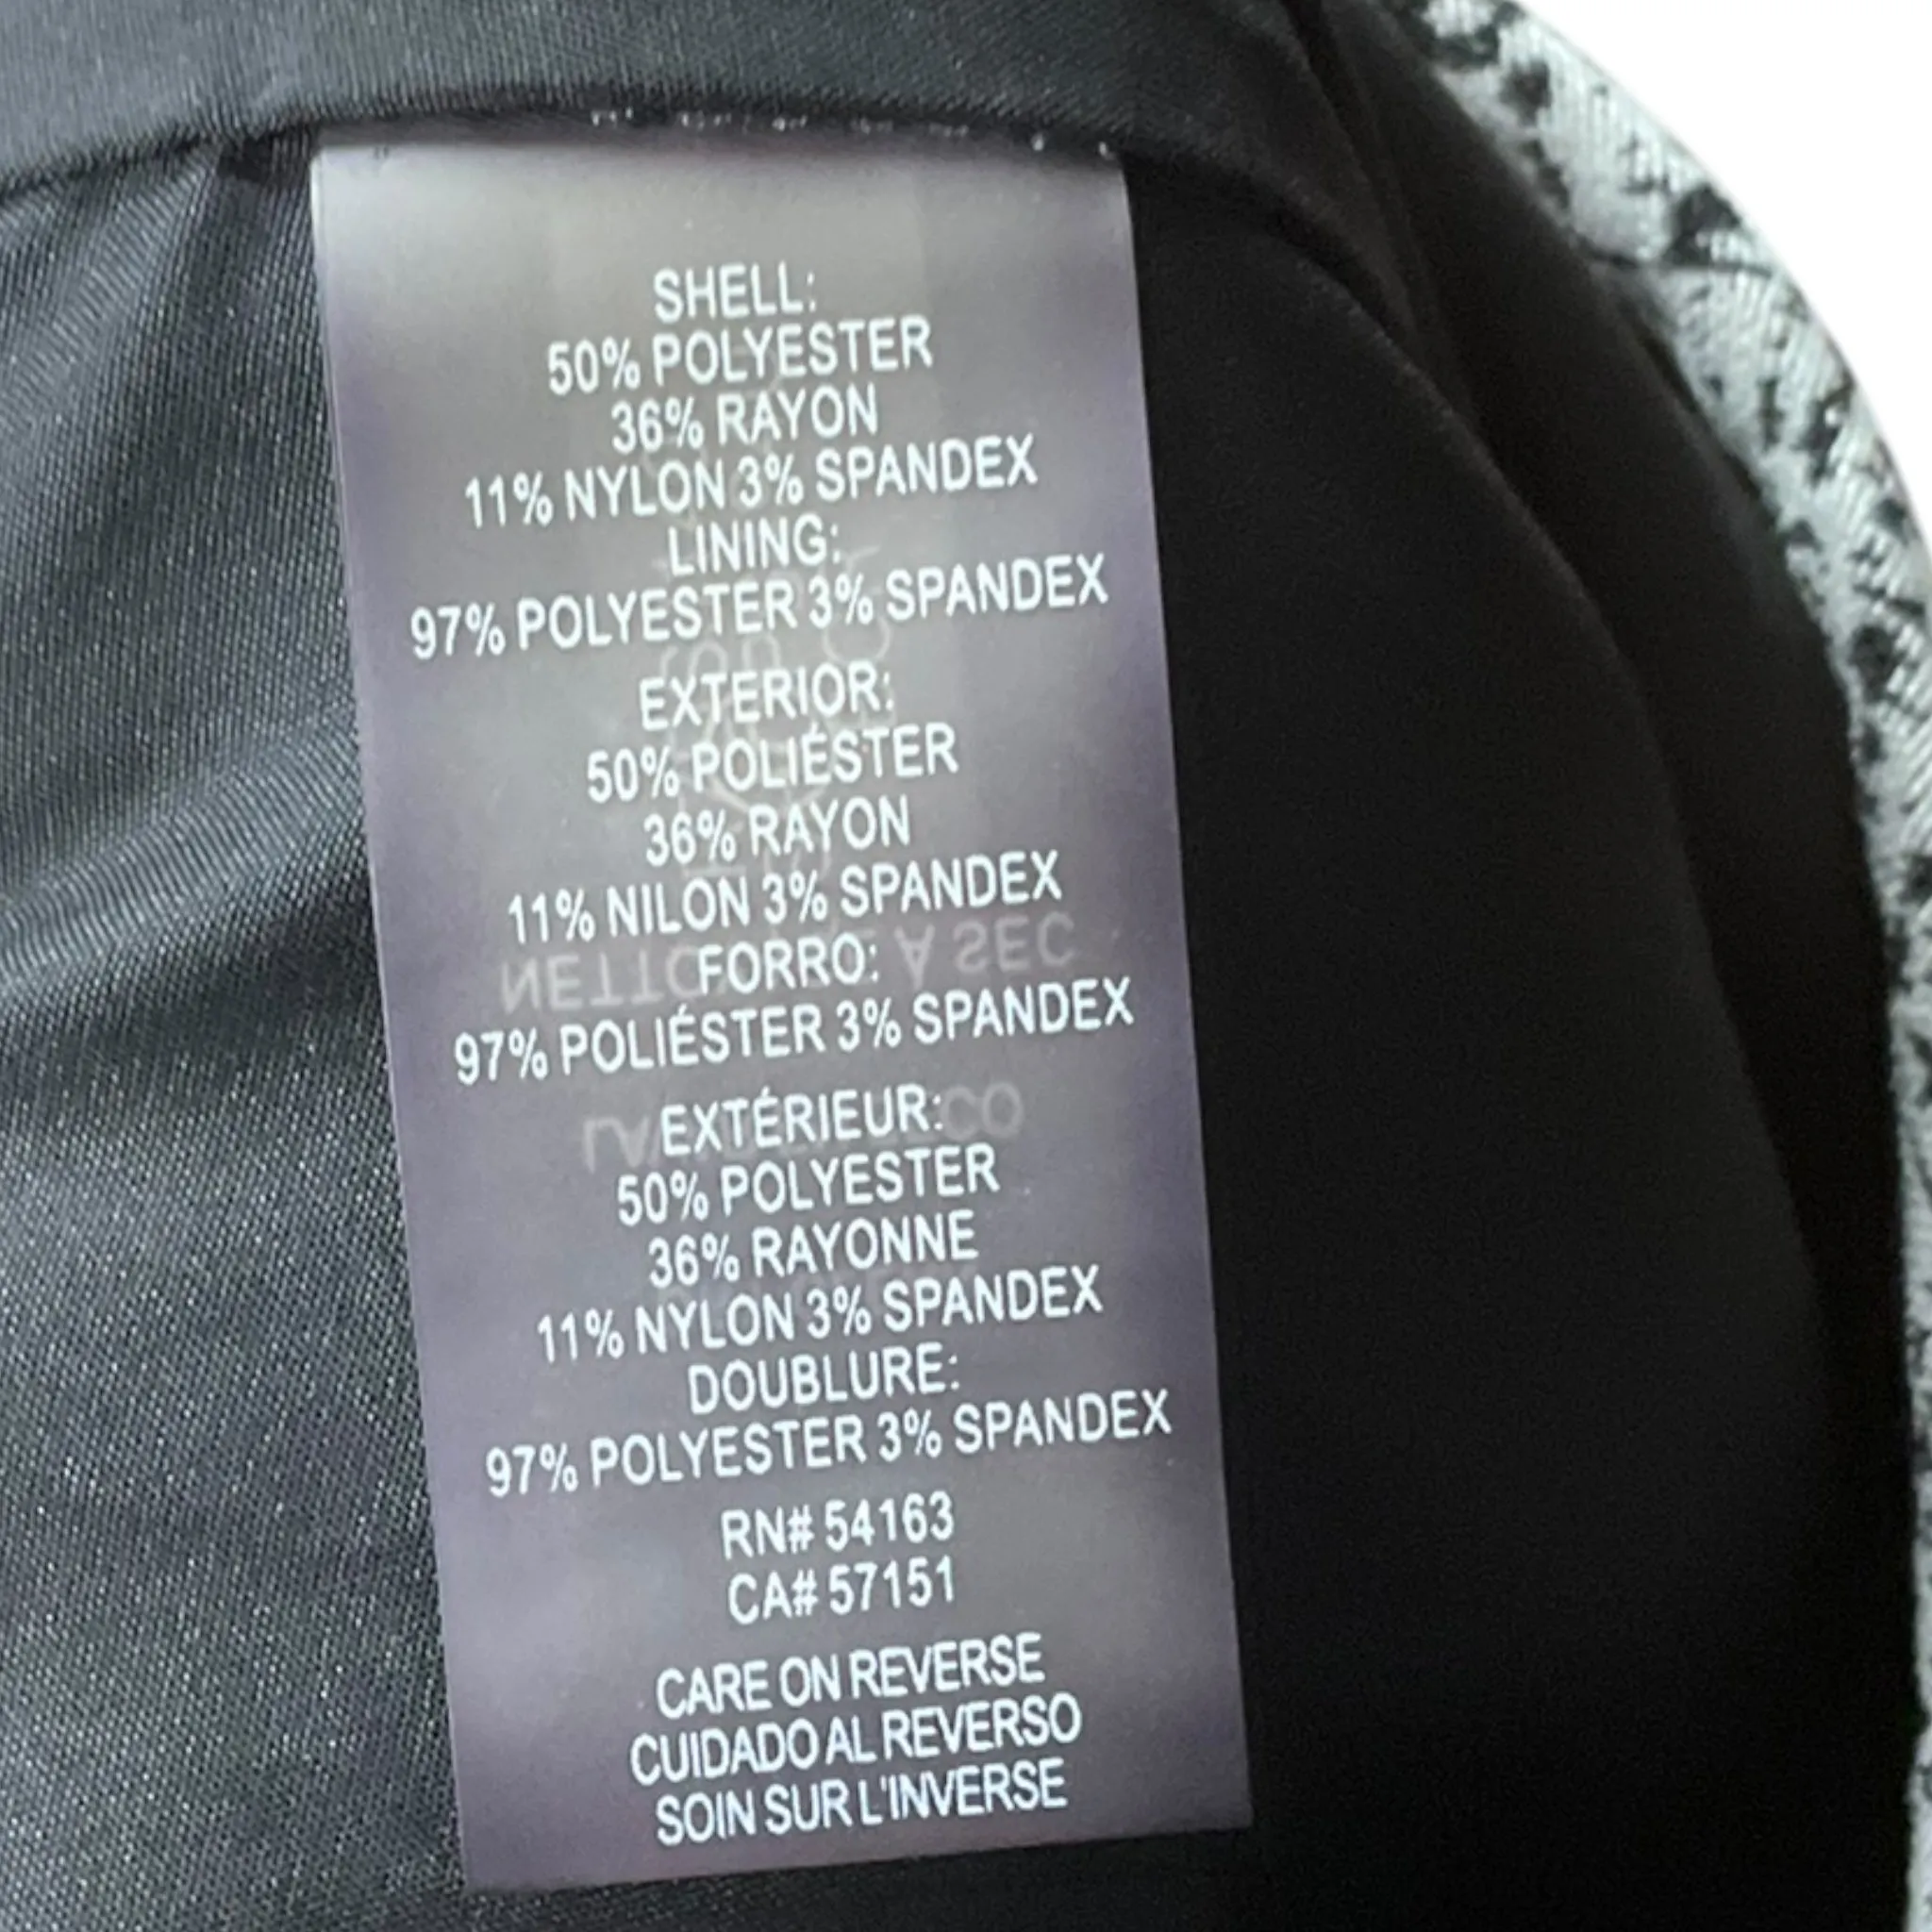 SHELL:
50% POLYESTER
36% RAYON
11% NYLON 3% SPANDEX
LINING:
97% POLYESTER 3% SPANDEX
EXTERIOR:
50% POLIÉSTER
36% RAYON
11% NILON 3% SPANDEX
FORRO:
97% POLIÉSTER 3% SPANDEX
EXTÉRIEUR:
50% POLYESTER
36% RAYONNE
11% NYLON 3% SPANDEX
DOUBLURE:
97% POLYESTER 3% SPANDEX
RN# 54163
CA# 57151
CARE ON REVERSE
CUIDADO AL REVERSO
SOIN SUR L'INVERSE